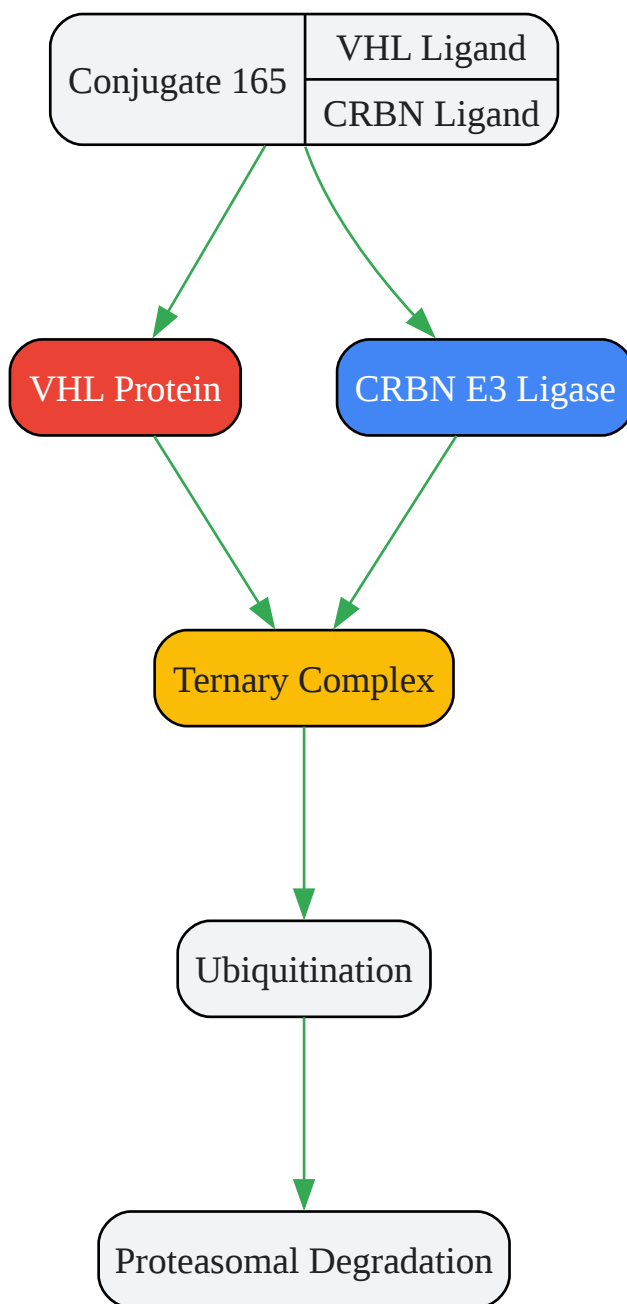 Conjugate 165
VHL Ligand
CRBN Ligand
VHL Protein
CRBN E3 Ligase
Ternary Complex
Ubiquitination
Proteasomal Degradation